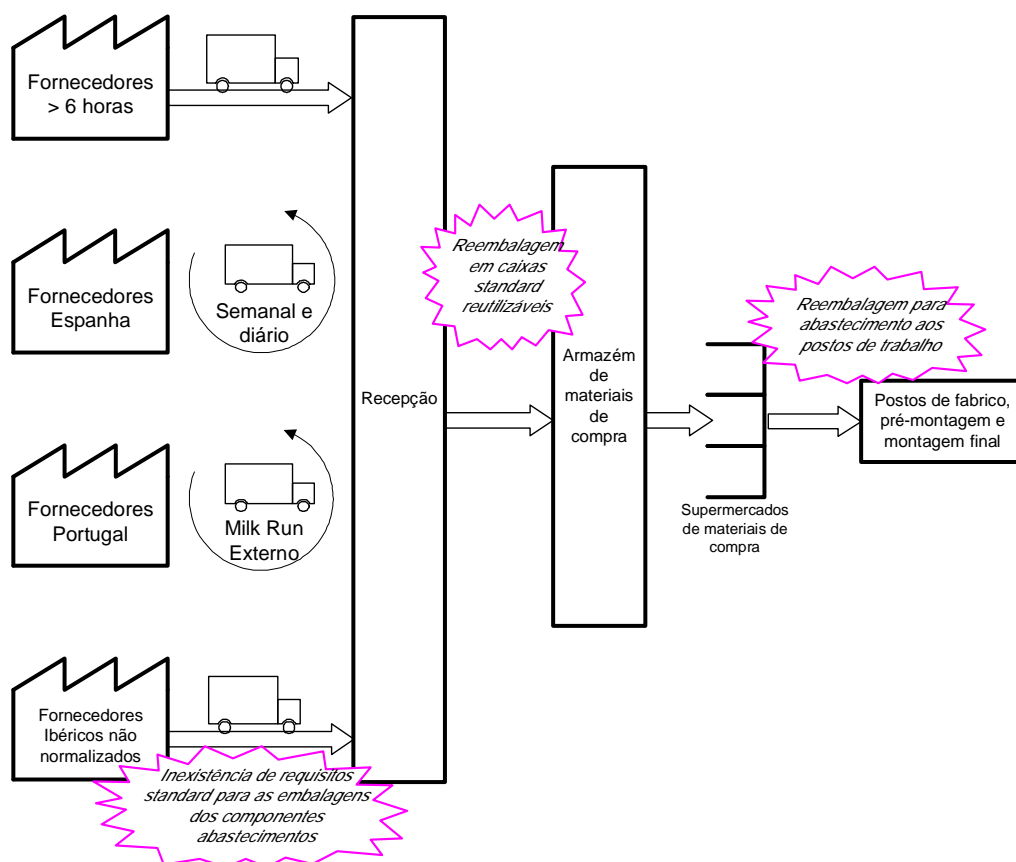 Fornecedores
> 6 horas
Fornecedores
Espanha
Semanal e
diário
Fornecedores
Portugal
Milk Run
Externo
Fornecedores
Ibéricos não
normalizados
Inexistência de requisitos
standard para as embalagens
dos componentes
abastecimentos
Recepção
Reembalagem
em caixas
standard
reutilizáveis
Armazém
de
materiais
de
compra
Supermercados
de materiais de
compra
Reembalagem para
abastecimento aos
postos de trabalho
Postos de fabrico,
pré-montagem e
montagem final